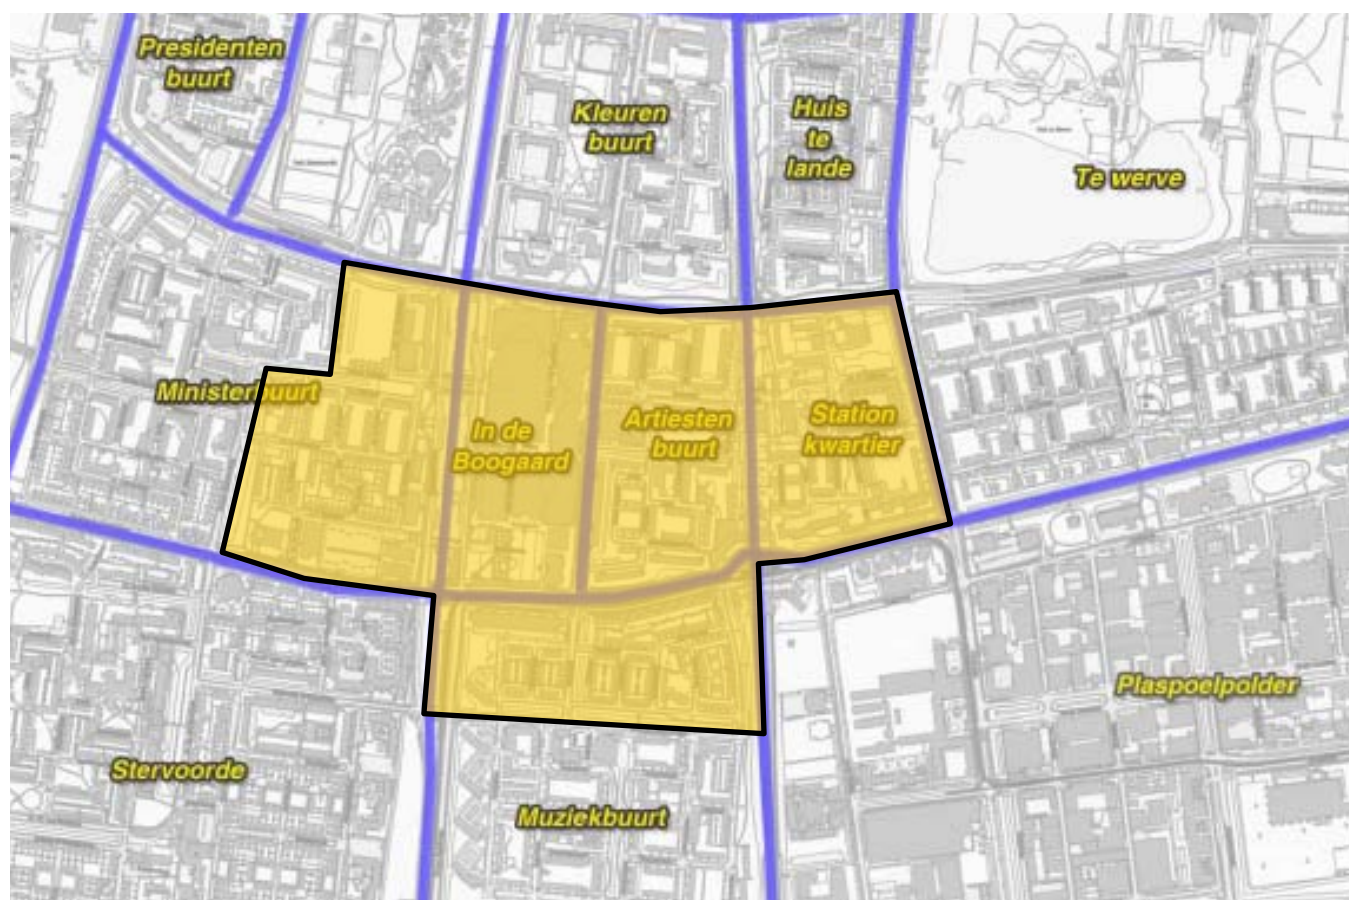 Presidenten
buurt
Kleuren
buurt
Huis
te
lande
Te werve
Ministerbuurt
In de
Boogaard
Artiesten
buurt
Station
kwartier
Plaspoelpolder
Stervoorde
Muziekbuurt